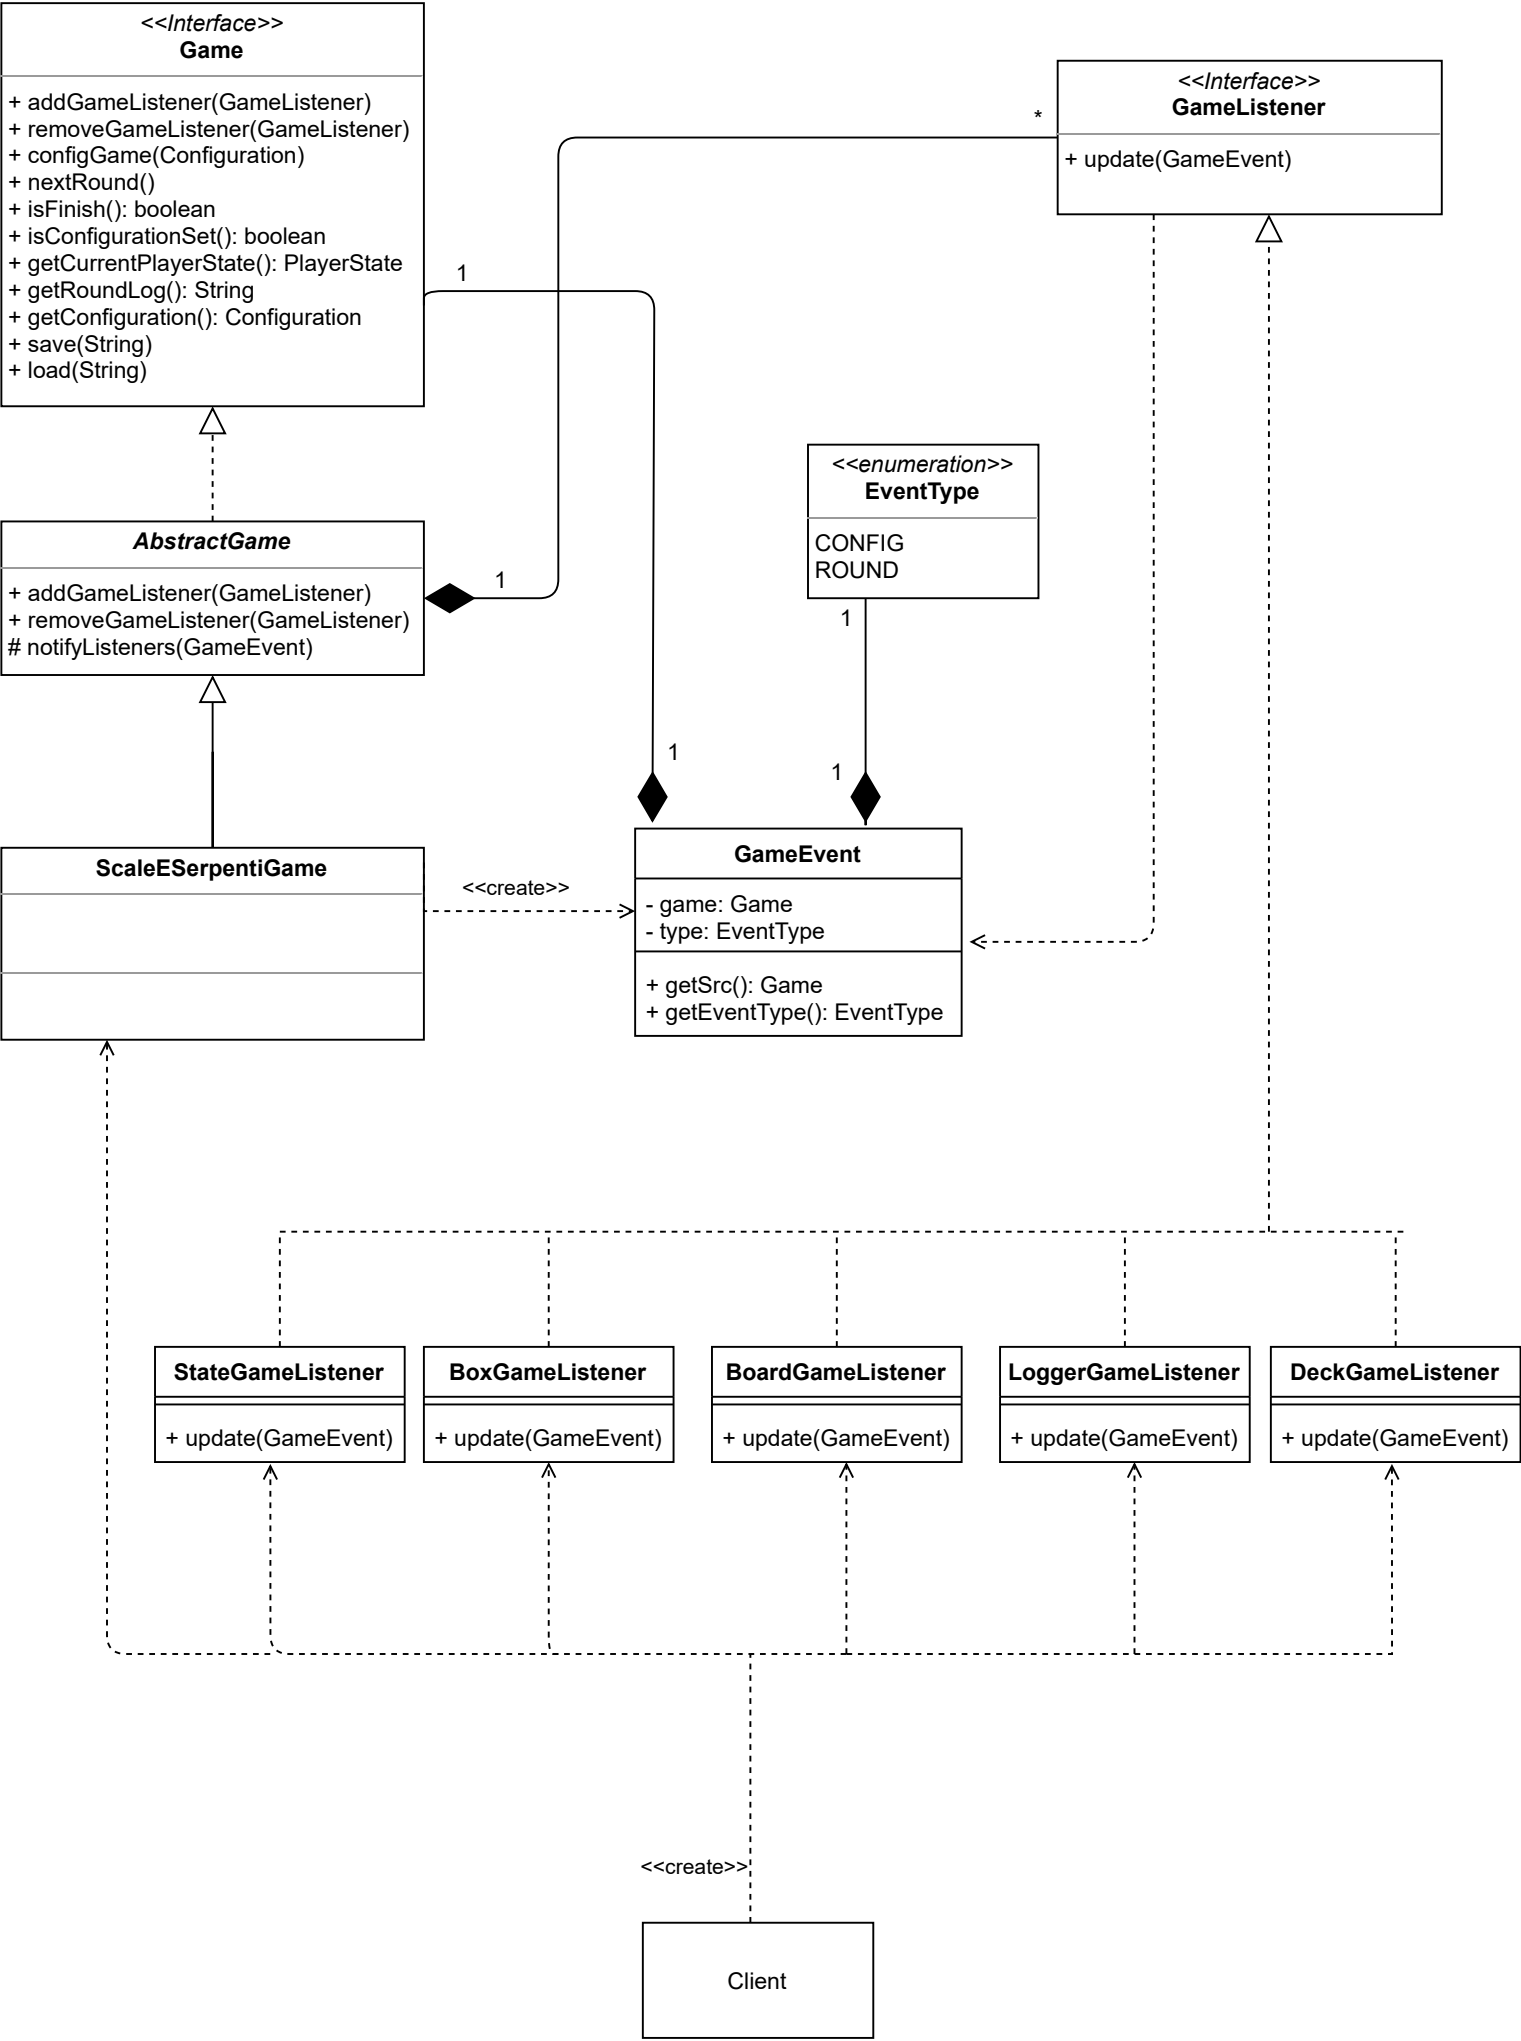 <<Interface>>
Game
+ addGameListener(GameListener)
+ removeGameListener(GameListener)
+ configGame(Configuration)
+ nextRound()
+ isFinish(): boolean
+ isConfigurationSet(): boolean
+ getCurrentPlayerState(): PlayerState
+ getRoundLog(): String
+ getConfiguration(): Configuration
+ save(String)
+ load(String)
<<Interface>>
GameListener
+ update(GameEvent)
*
1
<<enumeration>>
EventType
CONFIG
ROUND
AbstractGame
+ addGameListener(GameListener)
+ removeGameListener(GameListener)
# notifyListeners(GameEvent)
1
1
1
1
ScaleESerpentiGame
<<create>>
GameEvent
- game: Game
- type: EventType
+ getSrc(): Game
+ getEventType(): EventType
StateGameListener
+ update(GameEvent)
BoxGameListener
+ update(GameEvent)
BoardGameListener
+ update(GameEvent)
LoggerGameListener
+ update(GameEvent)
DeckGameListener
+ update(GameEvent)
<<create>>
Client